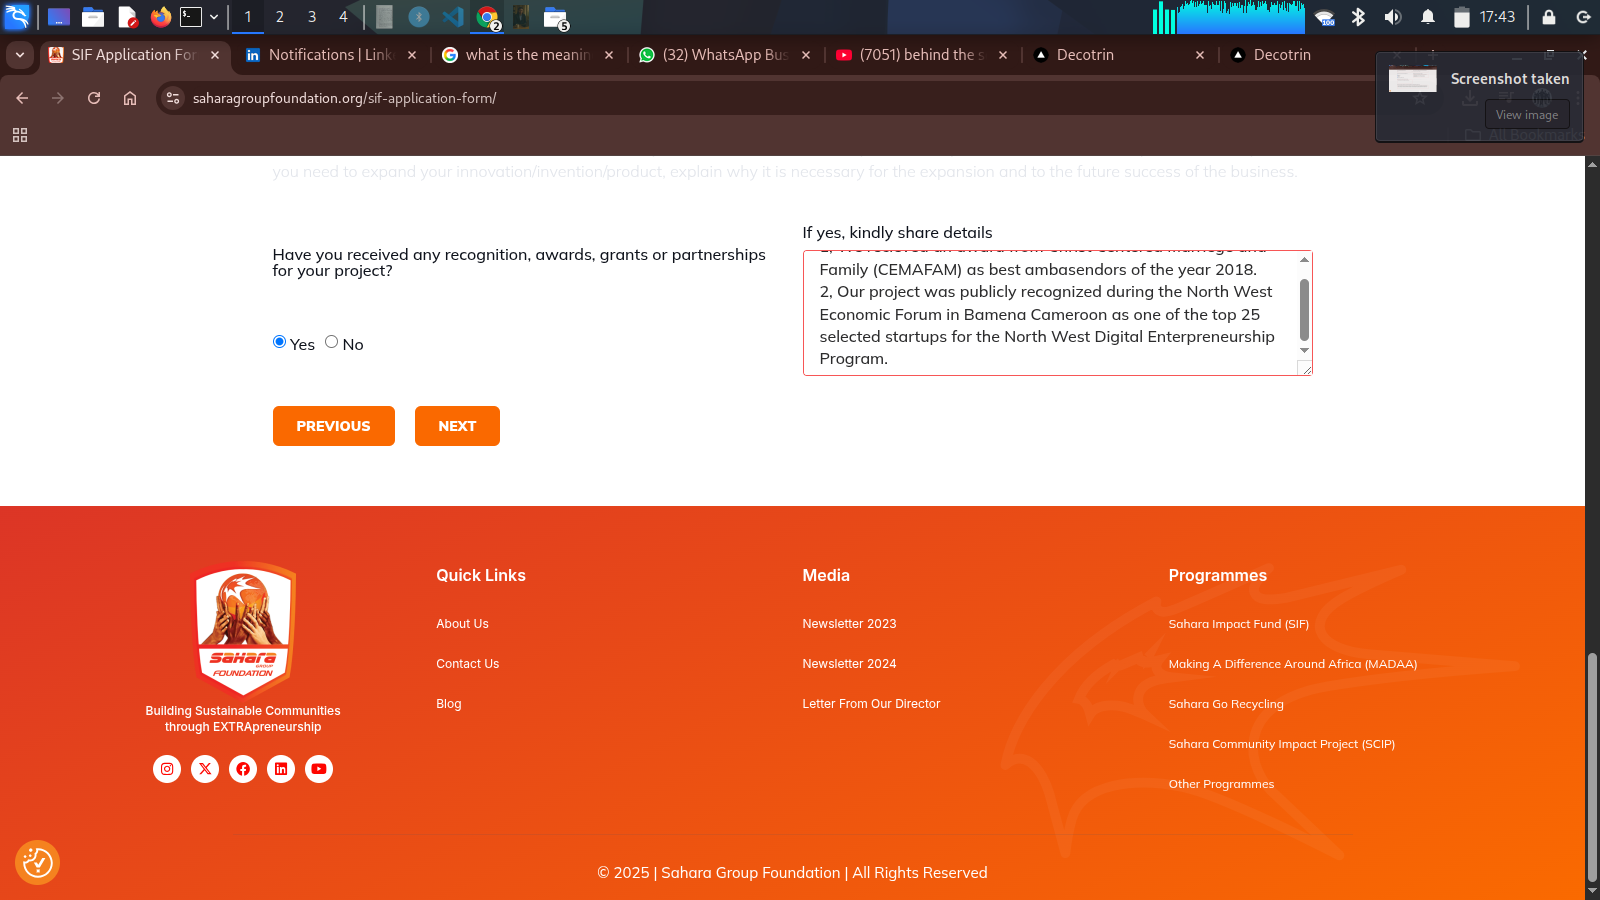 1 2 3 4 2 5 100 17:43
SIF Application For LinkedIn Notifications | Link what is the meanin (32) WhatsApp Bus (7051) behind the s Decotrin Decotrin
saharagroupfoundation.org/sif-application-form/
Screenshot taken
View image
All Bookmarks
you need to expand your innovation/invention/product, explain why it is necessary for the expansion and to the future success of the business.
Have you received any recognition, awards, grants or partnerships
for your project?
Yes No
If yes, kindly share details
Family (CEMAFAM) as best ambasendors of the year 2018.
2, Our project was publicly recognized during the North West
Economic Forum in Bamena Cameroon as one of the top 25
selected startups for the North West Digital Enterpreneurship
Program.
PREVIOUS NEXT
sahara
GROUP
FOUNDATION
Building Sustainable Communities
through EXTRApreneurship
Quick Links
About Us
Contact Us
Blog
Media
Newsletter 2023
Newsletter 2024
Letter From Our Director
Programmes
Sahara Impact Fund (SIF)
Making A Difference Around Africa (MADAA)
Sahara Go Recycling
Sahara Community Impact Project (SCIP)
Other Programmes
© 2025 | Sahara Group Foundation | All Rights Reserved